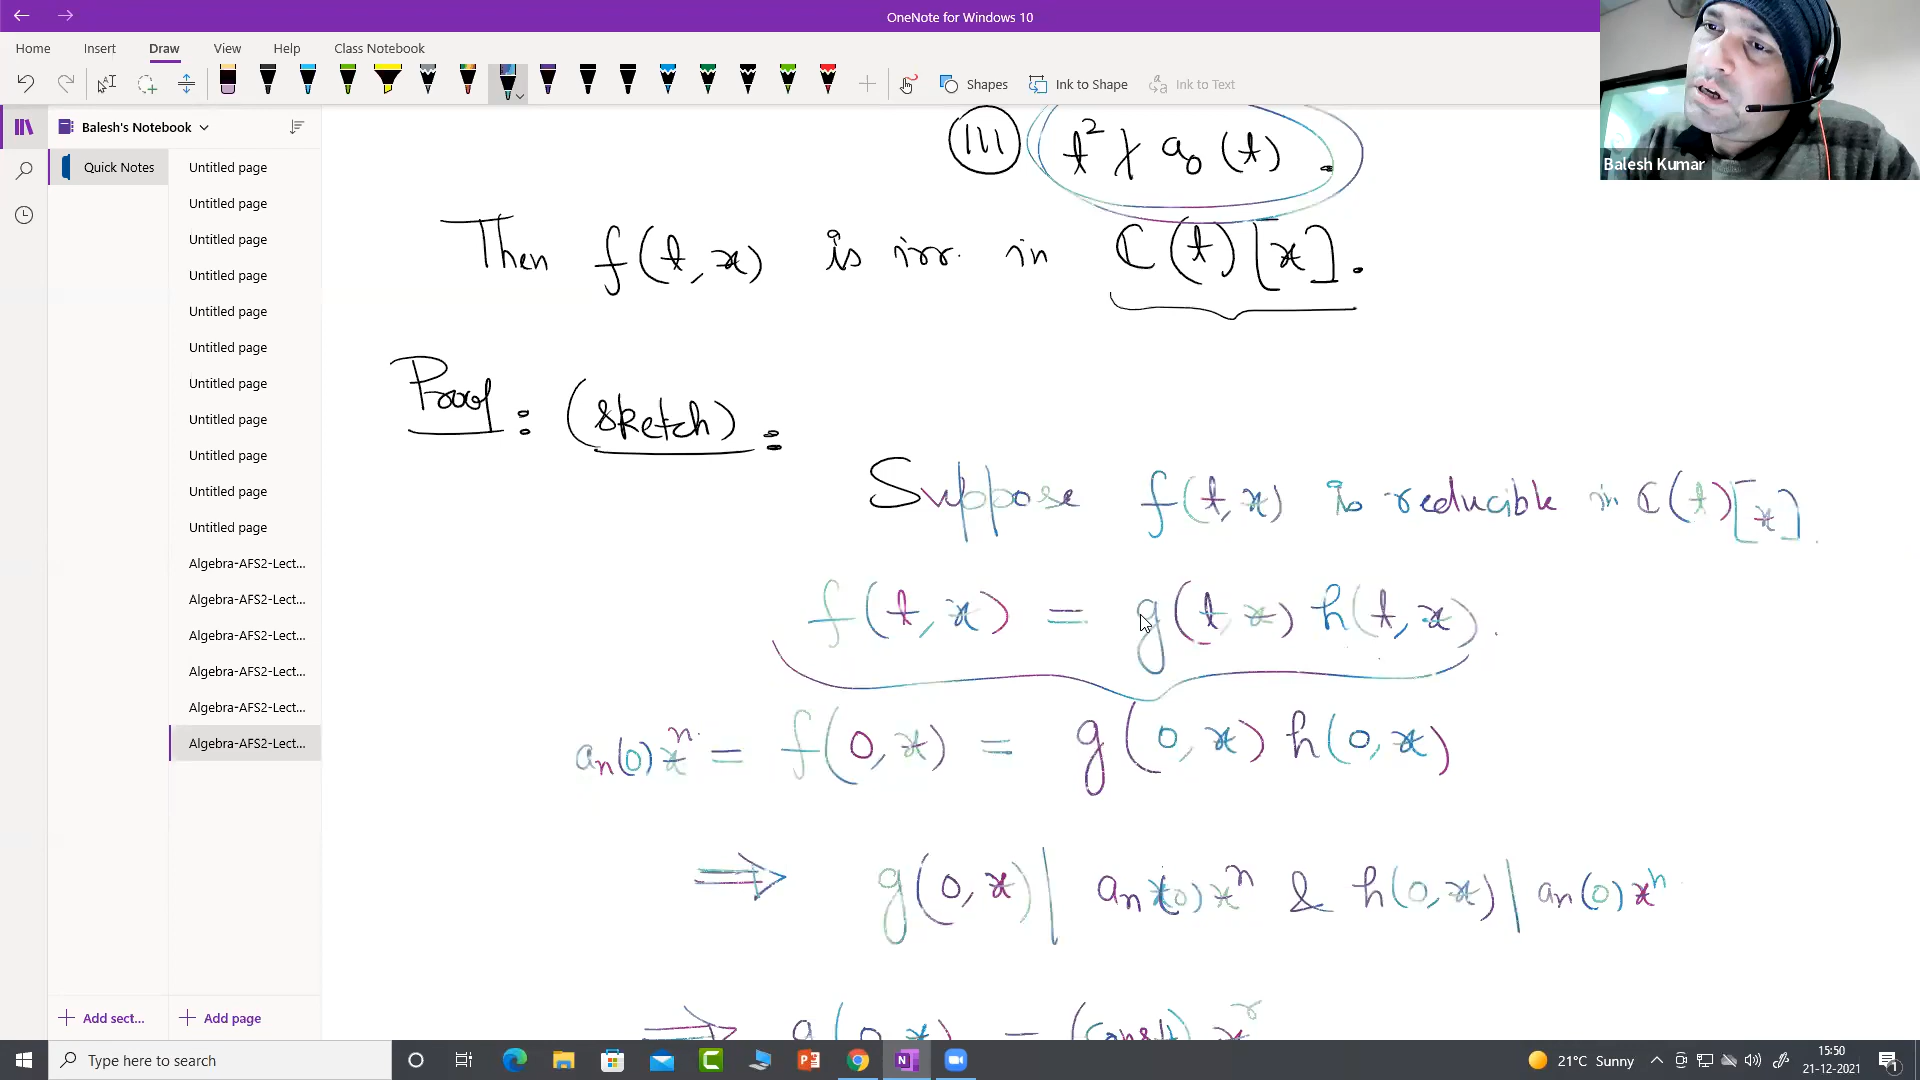 OneNote for Windows 10
Home Insert Draw View Help Class Notebook
Shapes Ink to Shape Ink to Text
Balesh Kumar
Balesh's Notebook
Quick Notes
Untitled page
Untitled page
Untitled page
Untitled page
Untitled page
Untitled page
Untitled page
Untitled page
Untitled page
Untitled page
Untitled page
Algebra-AFS2-Lect...
Algebra-AFS2-Lect...
Algebra-AFS2-Lect...
Algebra-AFS2-Lect...
Algebra-AFS2-Lect...
Algebra-AFS2-Lect...
Add sect... Add page
(III) t² ∤ a₀(t).
Then f(t,x) is irr. in ℂ(t)[x].
Proof: (sketch):
Suppose f(t,x) is reducible in ℂ(t)[x].
f(t,x) = g(t,x) h(t,x).
aₙ(0)xⁿ = f(0,x) = g(0,x) h(0,x)
⟹ g(0,x) | aₙ(0)xⁿ & h(0,x) | aₙ(0)xⁿ
⟹ g(0,x) = (const) xʳ
Type here to search
21°C Sunny
15:50
21-12-2021
1